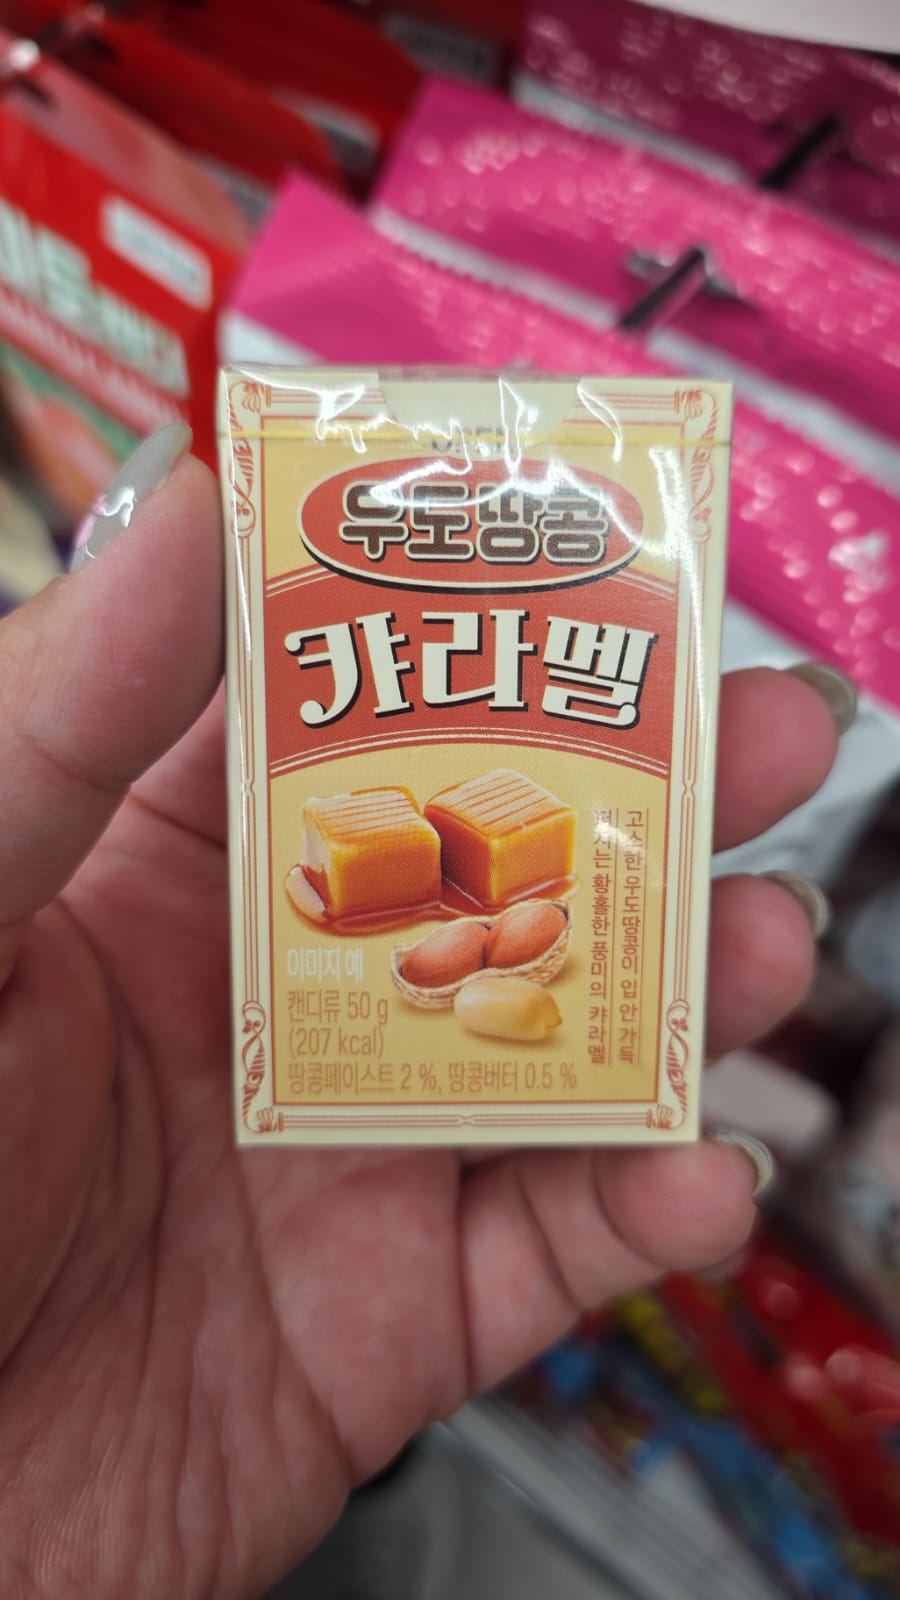 OPEN
우도땅콩
캬라멜
고소한 우도땅콩이 입 안 가득
퍼지는 황홀한 풍미의 캬라멜
이미지 예
캔디류 50 g
(207 kcal)
땅콩페이스트 2 %, 땅콩버터 0.5 %